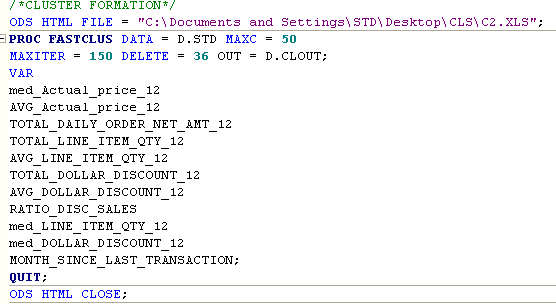 /*CLUSTER FORMATION*/
ODS HTML FILE = "C:\Documents and Settings\STD\Desktop\CLS\C2.XLS";
PROC FASTCLUS DATA = D.STD MAXC = 50
MAXITER = 150 DELETE = 36 OUT = D.CLOUT;
VAR
med_Actual_price_12
AVG_Actual_price_12
TOTAL_DAILY_ORDER_NET_AMT_12
TOTAL_LINE_ITEM_QTY_12
AVG_LINE_ITEM_QTY_12
TOTAL_DOLLAR_DISCOUNT_12
AVG_DOLLAR_DISCOUNT_12
RATIO_DISC_SALES
med_LINE_ITEM_QTY_12
med_DOLLAR_DISCOUNT_12
MONTH_SINCE_LAST_TRANSACTION;
QUIT;
ODS HTML CLOSE;